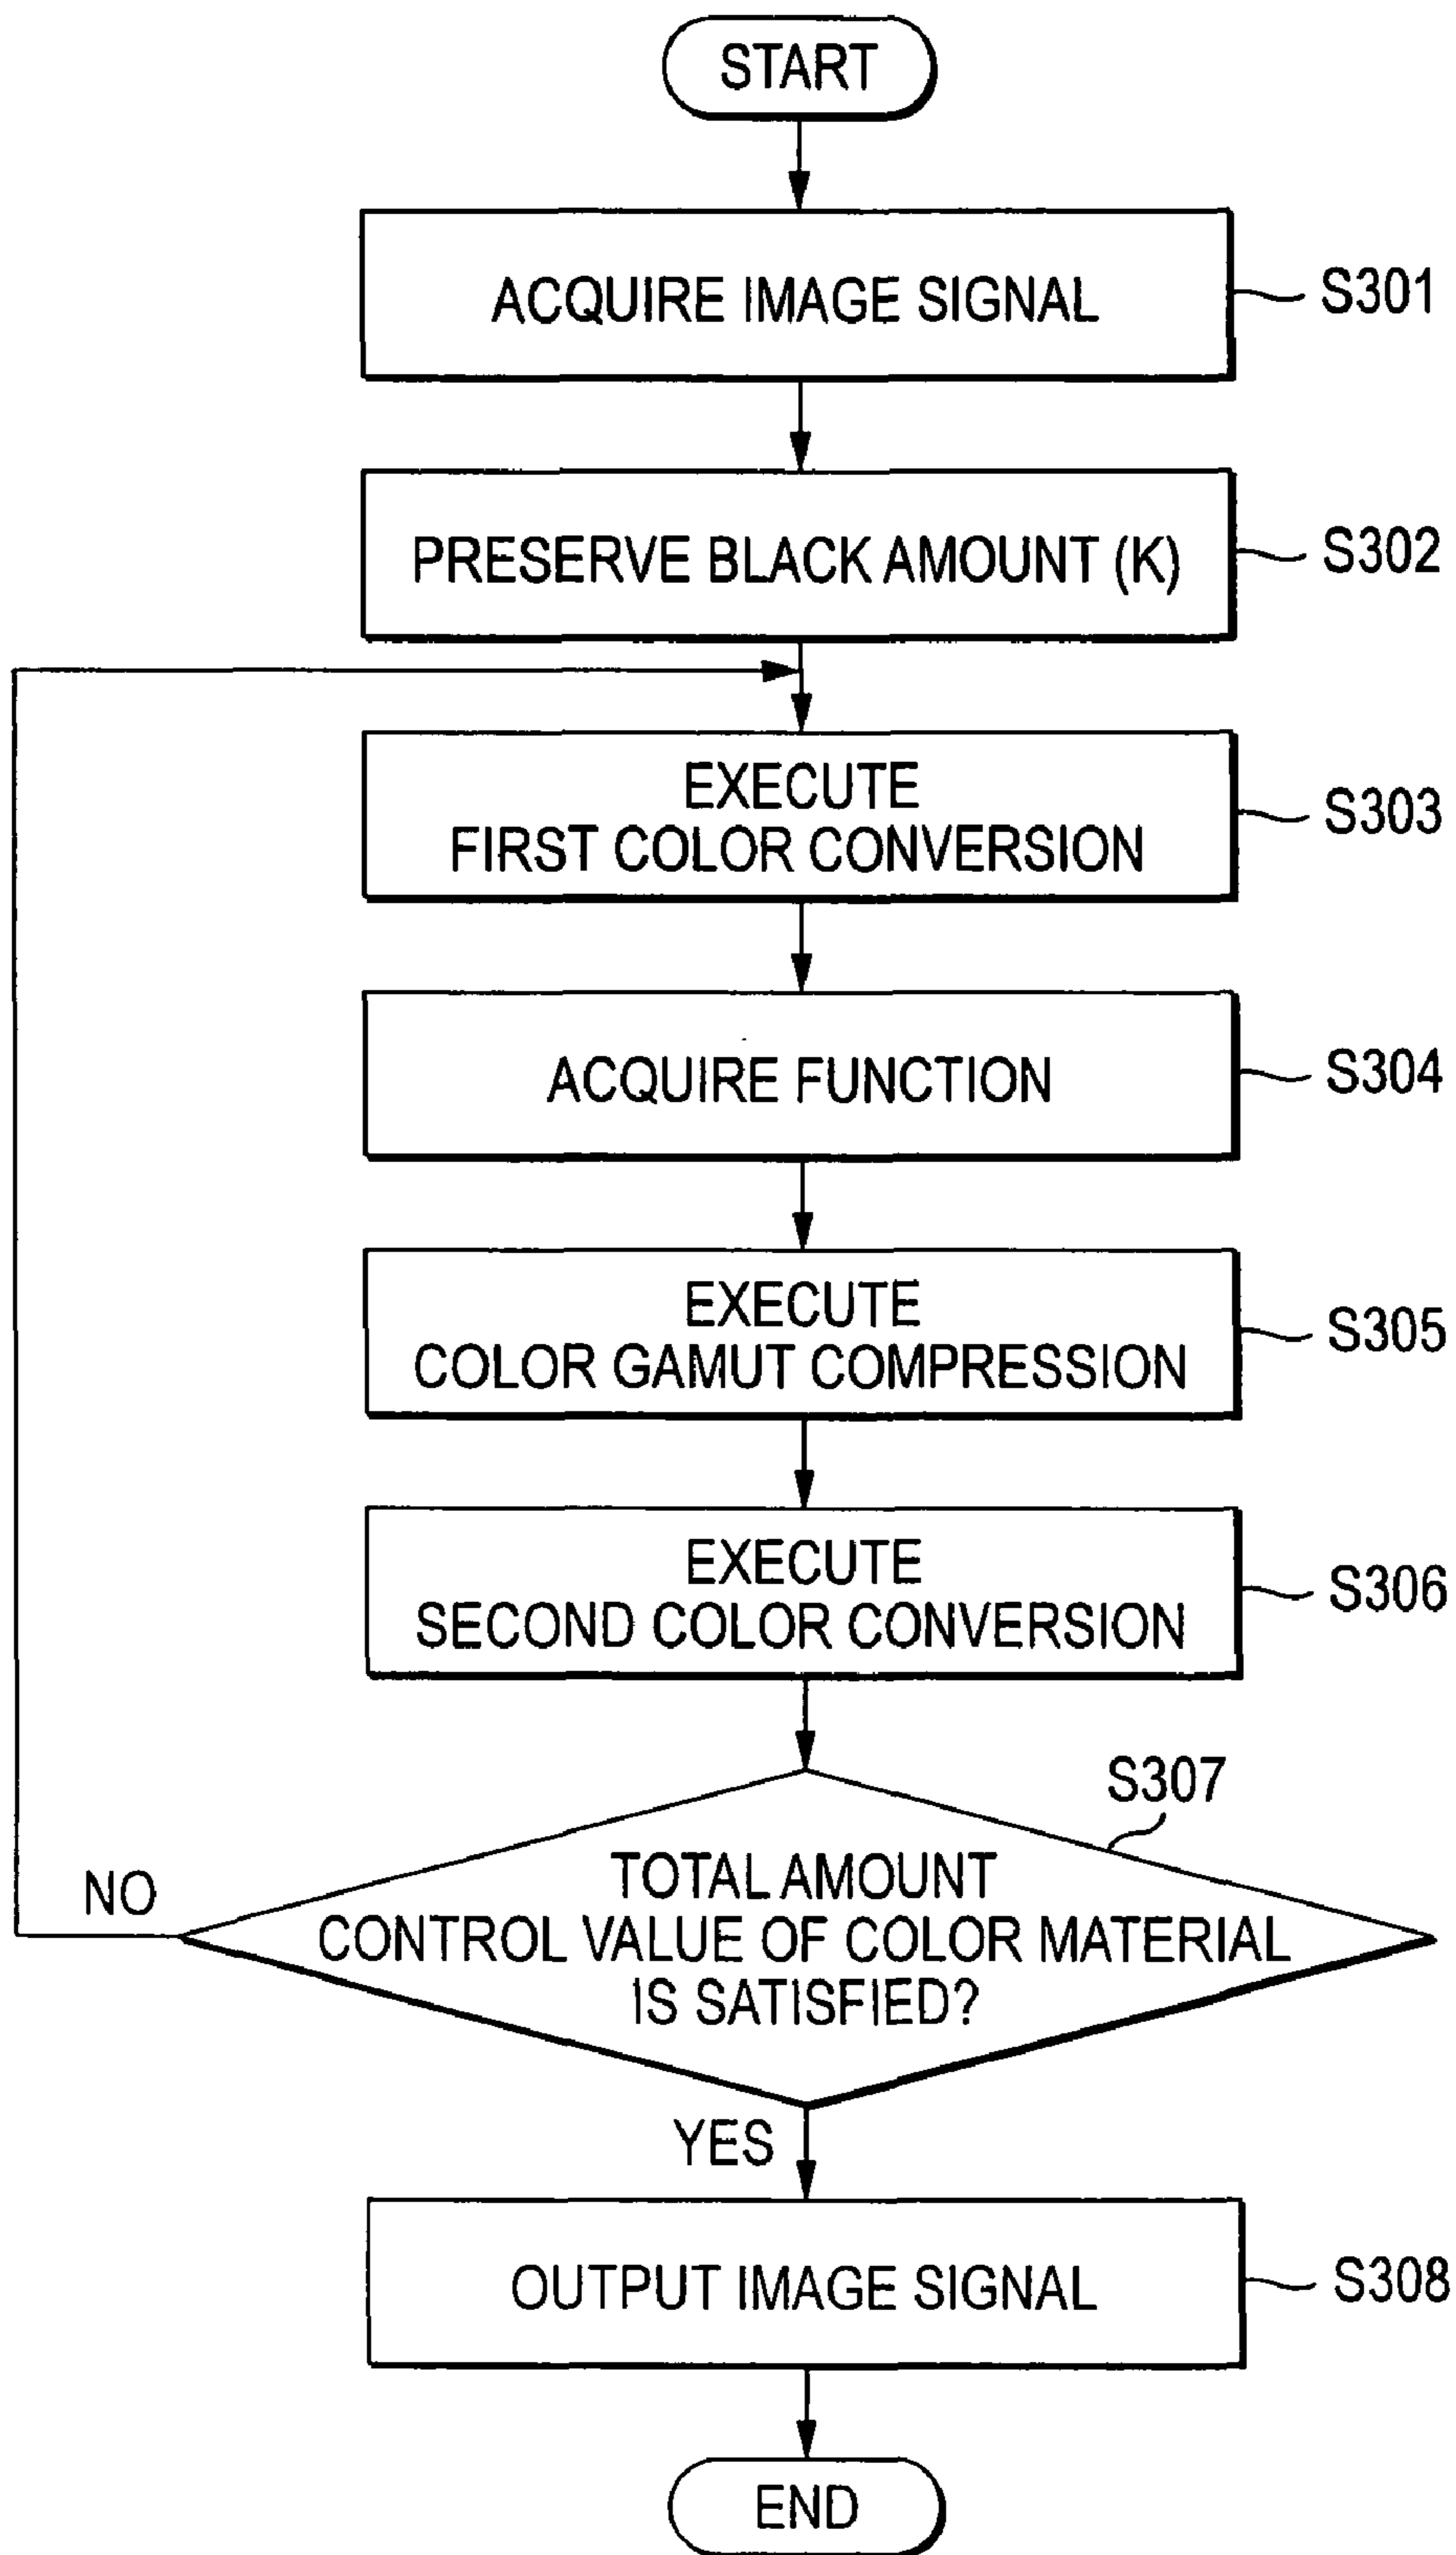 START
ACQUIRE IMAGE SIGNAL
S301
PRESERVE BLACK AMOUNT (K)
S302
EXECUTE
FIRST COLOR CONVERSION
S303
ACQUIRE FUNCTION
S304
EXECUTE
COLOR GAMUT COMPRESSION
S305
EXECUTE
SECOND COLOR CONVERSION
S306
S307
TOTAL AMOUNT
CONTROL VALUE OF COLOR MATERIAL
IS SATISFIED?
NO
YES
OUTPUT IMAGE SIGNAL
S308
END